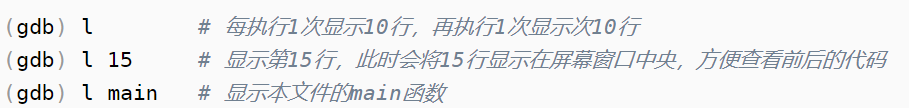 (gdb) l # 每执行1次显示10行，再执行1次显示次10行
(gdb) l 15 # 显示第15行，此时会将15行显示在屏幕窗口中央，方便查看前后的代码
(gdb) l main # 显示本文件的main函数